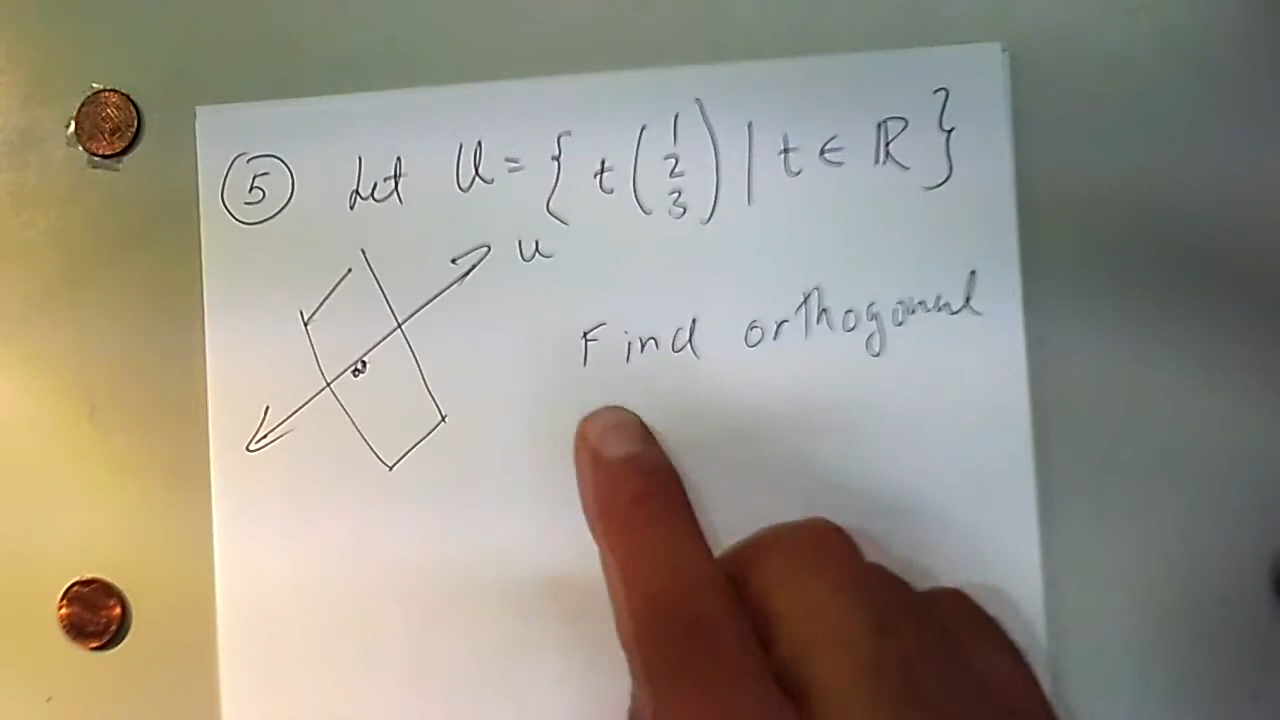 ⑤ Let U = { t (1 2 3) | t ∈ ℝ }
U
Find orthogonal